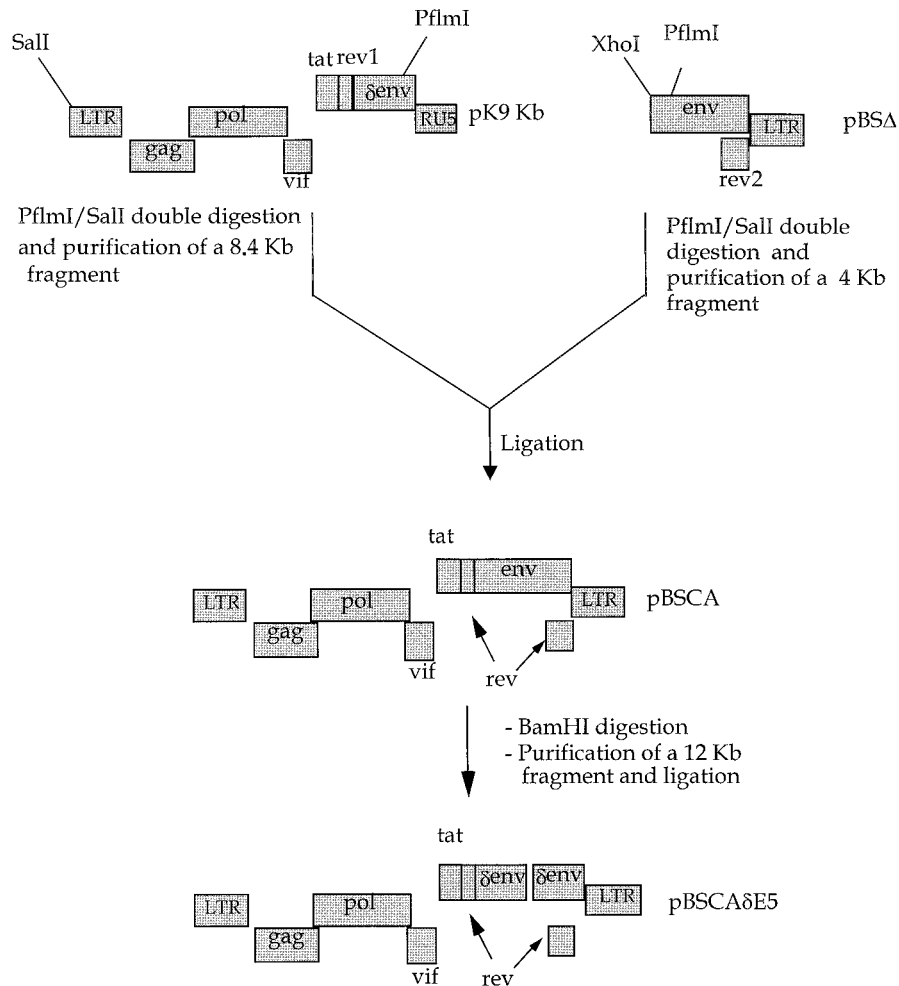 PflmI
SalI
XhoI
PflmI
tat rev1
LTR
pol
δenv
RU5
pK9 Kb
env
LTR
pBSΔ
gag
vif
rev2
PflmI/SalI double digestion
and purification of a 8.4 Kb
fragment
PflmI/SalI double
digestion and
purification of a 4 Kb
fragment
Ligation
tat
LTR
pol
env
LTR
pBSCA
gag
vif
rev
- BamHI digestion
- Purification of a 12 Kb
fragment and ligation
tat
LTR
pol
δenv
δenv
LTR
pBSCAδE5
gag
vif
rev